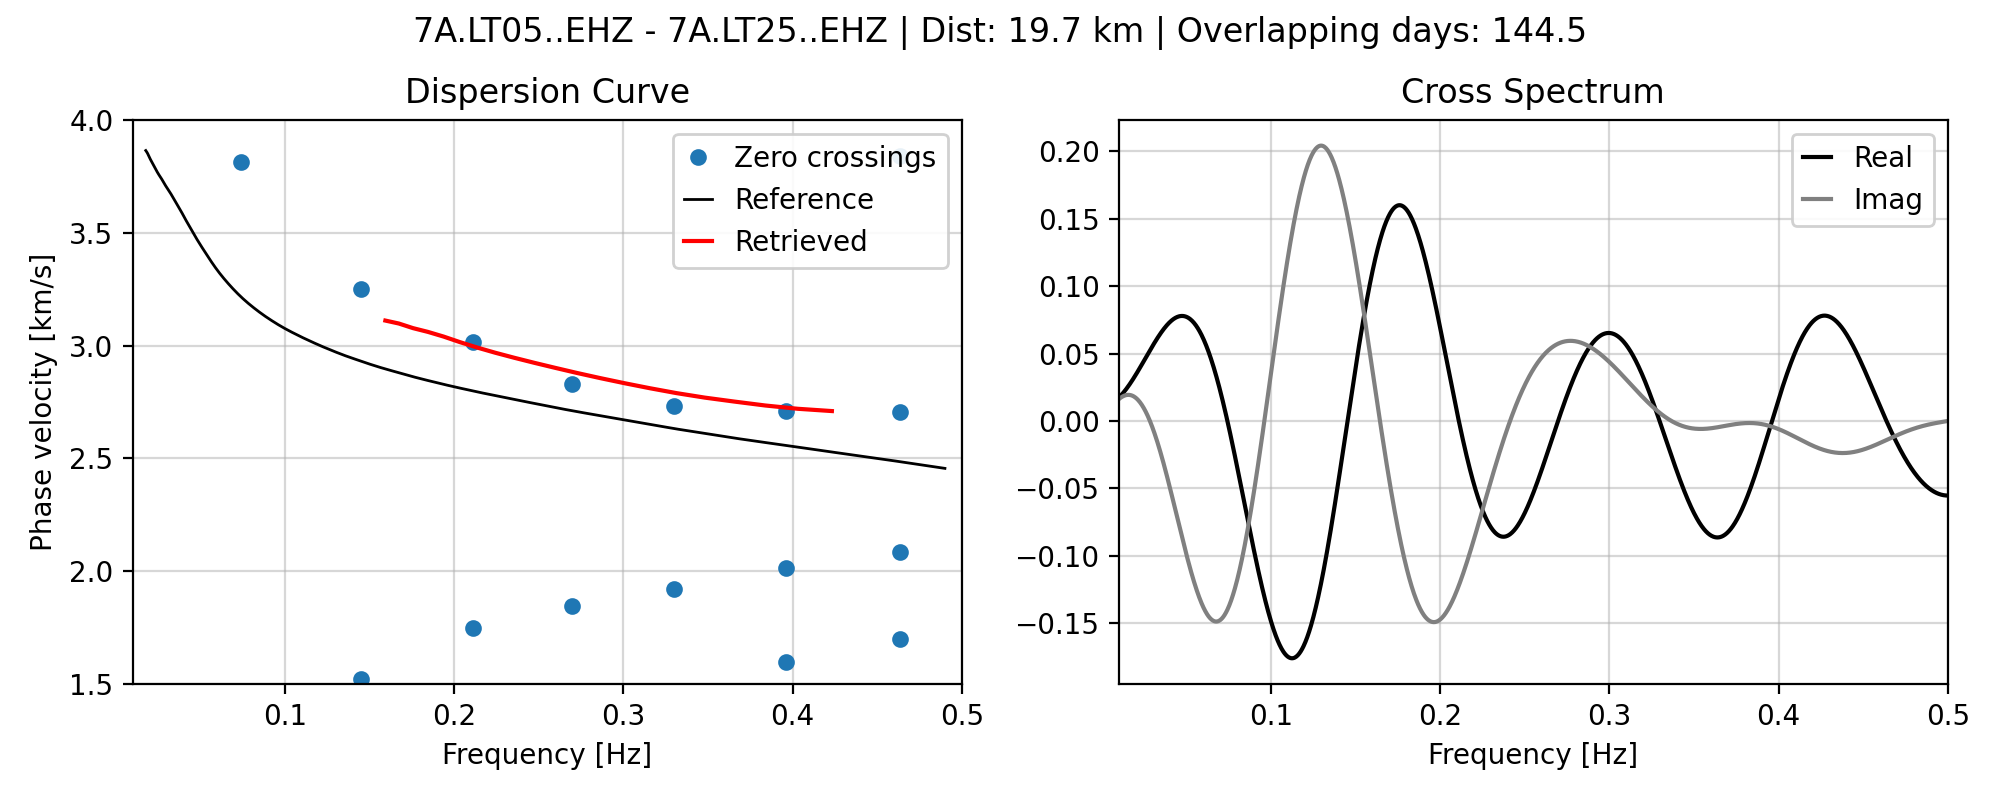 7A.LT05..EHZ - 7A.LT25..EHZ | Dist: 19.7 km | Overlapping days: 144.5
Dispersion Curve
4.0
3.5
3.0
2.5
2.0
1.5
Phase velocity [km/s]
Zero crossings
Reference
Retrieved
0.1
0.2
0.3
0.4
0.5
Frequency [Hz]
Cross Spectrum
0.20
0.15
0.10
0.05
0.00
−0.05
−0.10
−0.15
Real
Imag
0.1
0.2
0.3
0.4
0.5
Frequency [Hz]